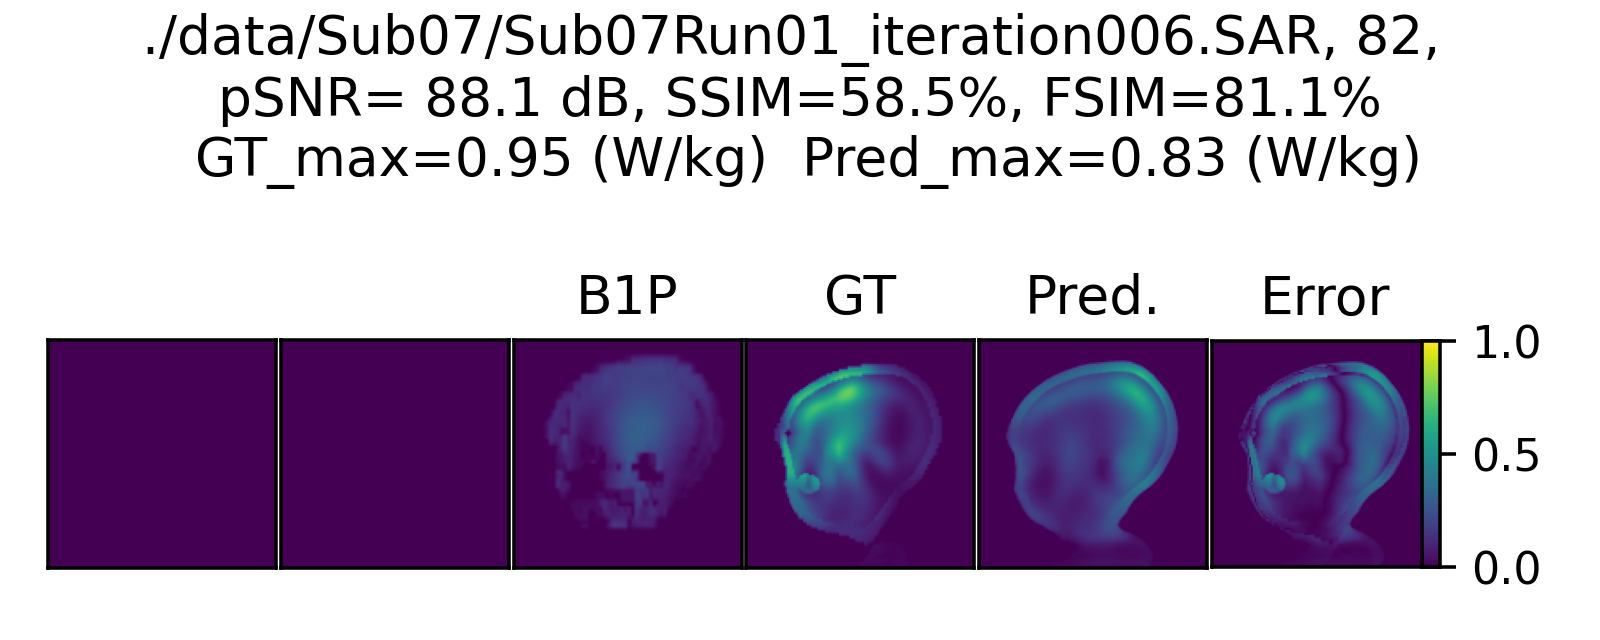 ./data/Sub07/Sub07Run01_iteration006.SAR, 82,
pSNR= 88.1 dB, SSIM=58.5%, FSIM=81.1%
GT_max=0.95 (W/kg)  Pred_max=0.83 (W/kg)
B1P GT Pred. Error
1.0
0.5
0.0